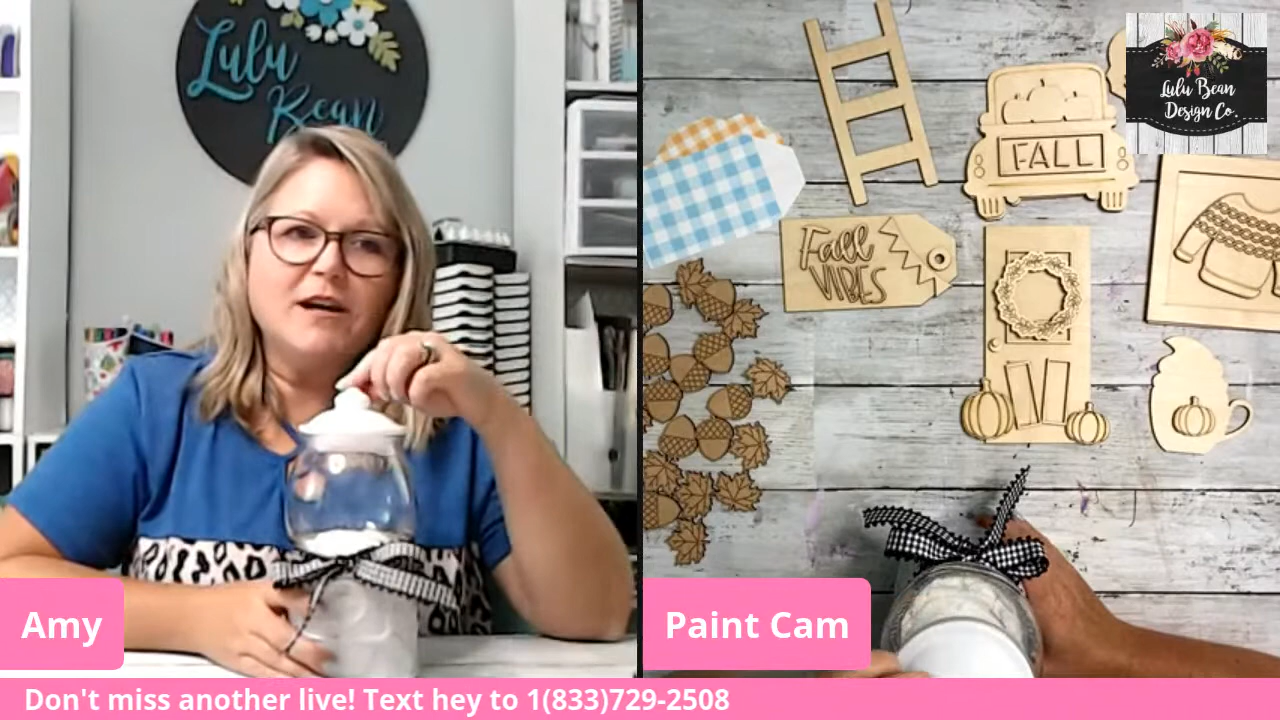 Lulu
Bean
Lulu Bean
Design Co.
FALL
Fall
VIBES
Amy
Paint Cam
Don't miss another live! Text hey to 1(833)729-2508